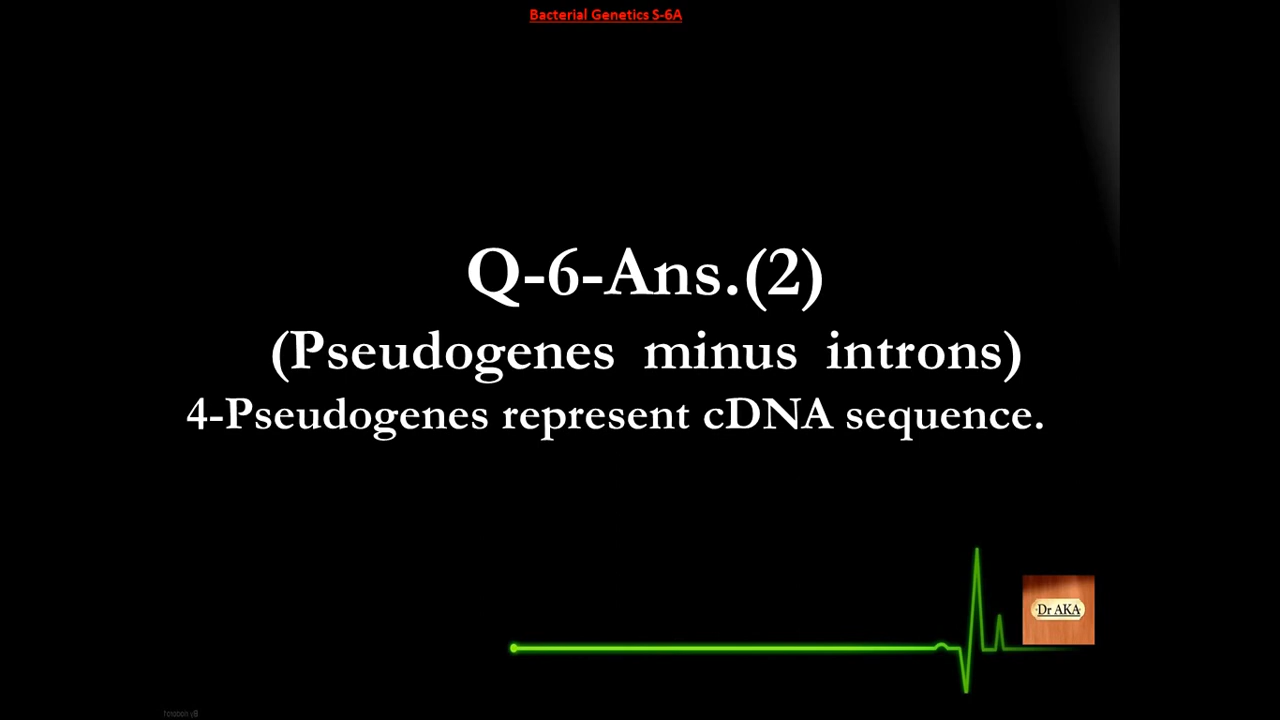 Bacterial Genetics S-6A
Q-6-Ans.(2)
(Pseudogenes minus introns)
4-Pseudogenes represent cDNA sequence.
Dr AKA